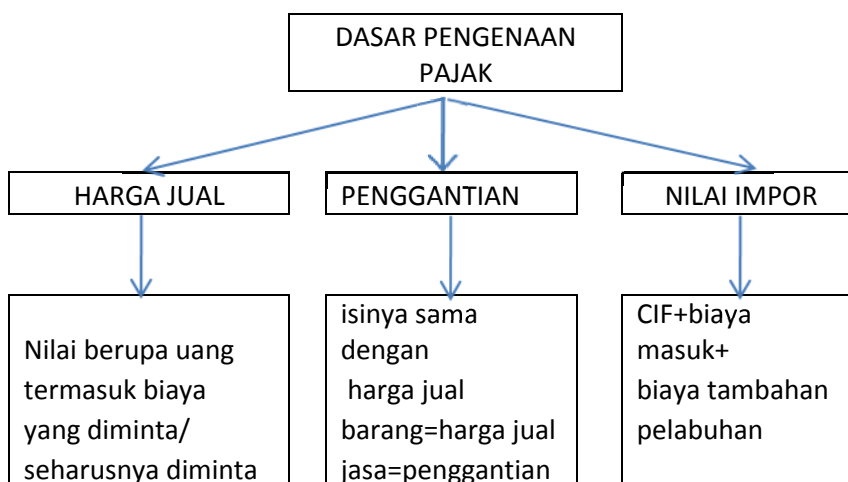 DASAR PENGENAAN
PAJAK
HARGA JUAL
PENGGANTIAN
NILAI IMPOR
Nilai berupa uang
termasuk biaya
yang diminta/
seharusnya diminta
isinya sama
dengan
harga jual
barang=harga jual
jasa=penggantian
CIF+biaya
masuk+
biaya tambahan
pelabuhan